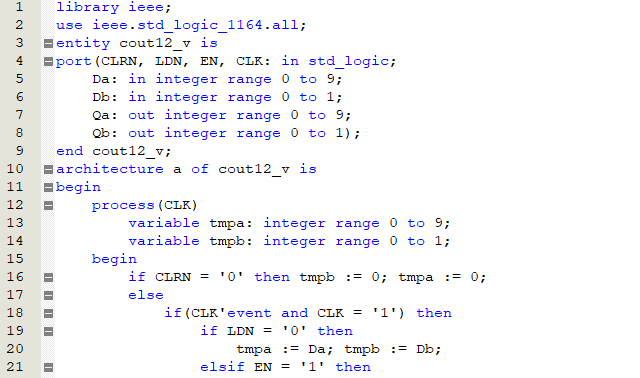 1 library ieee;
2 use ieee.std_logic_1164.all;
3 entity cout12_v is
4 port(CLRN, LDN, EN, CLK: in std_logic;
5 Da: in integer range 0 to 9;
6 Db: in integer range 0 to 1;
7 Qa: out integer range 0 to 9;
8 Qb: out integer range 0 to 1);
9 end cout12_v;
10 architecture a of cout12_v is
11 begin
12 process(CLK)
13 variable tmpa: integer range 0 to 9;
14 variable tmpb: integer range 0 to 1;
15 begin
16 if CLRN = '0' then tmpb := 0; tmpa := 0;
17 else
18 if(CLK'event and CLK = '1') then
19 if LDN = '0' then
20 tmpa := Da; tmpb := Db;
21 elsif EN = '1' then